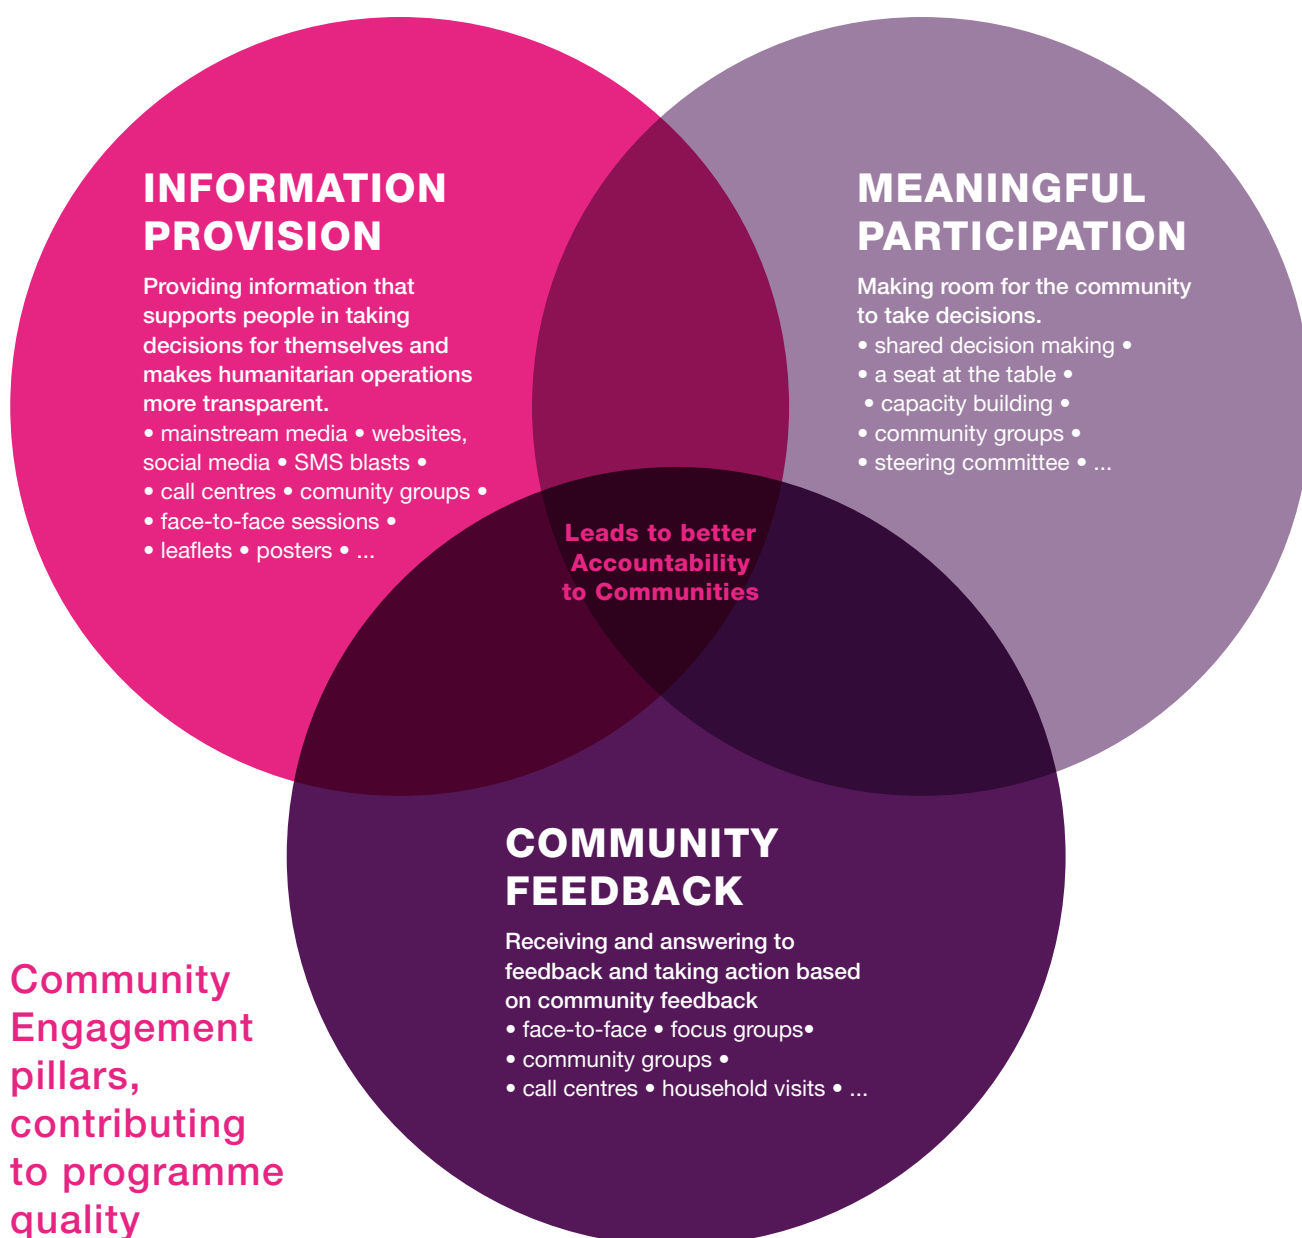 INFORMATION
PROVISION
Providing information that
supports people in taking
decisions for themselves and
makes humanitarian operations
more transparent.
• mainstream media • websites,
social media • SMS blasts •
• call centres • comunity groups •
• face-to-face sessions •
• leaflets • posters • ...
MEANINGFUL
PARTICIPATION
Making room for the community
to take decisions.
• shared decision making •
• a seat at the table •
• capacity building •
• community groups •
• steering committee • ...
Leads to better
Accountability
to Communities
COMMUNITY
FEEDBACK
Receiving and answering to
feedback and taking action based
on community feedback
• face-to-face • focus groups•
• community groups •
• call centres • household visits • ...
Community
Engagement
pillars,
contributing
to programme
quality